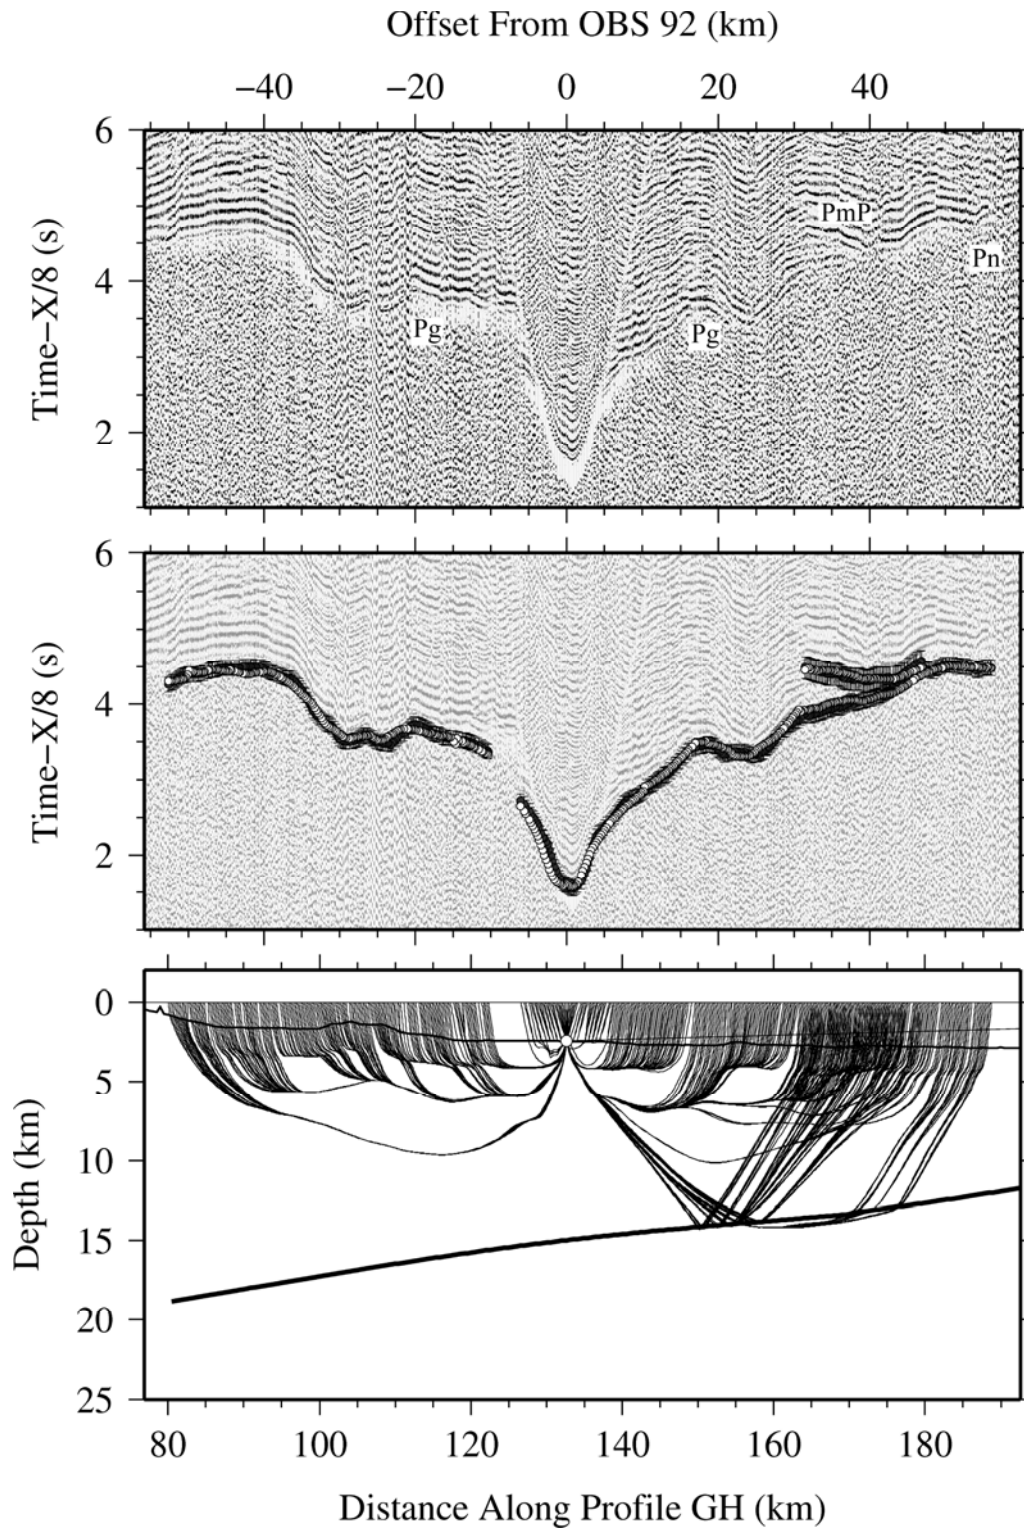 Offset From OBS 92 (km)
−40 −20 0 20 40
6
4
2
Time−X/8 (s)
PmP
Pn
Pg
Pg
6
4
2
Time−X/8 (s)
0
5
10
15
20
25
Depth (km)
80 100 120 140 160 180
Distance Along Profile GH (km)